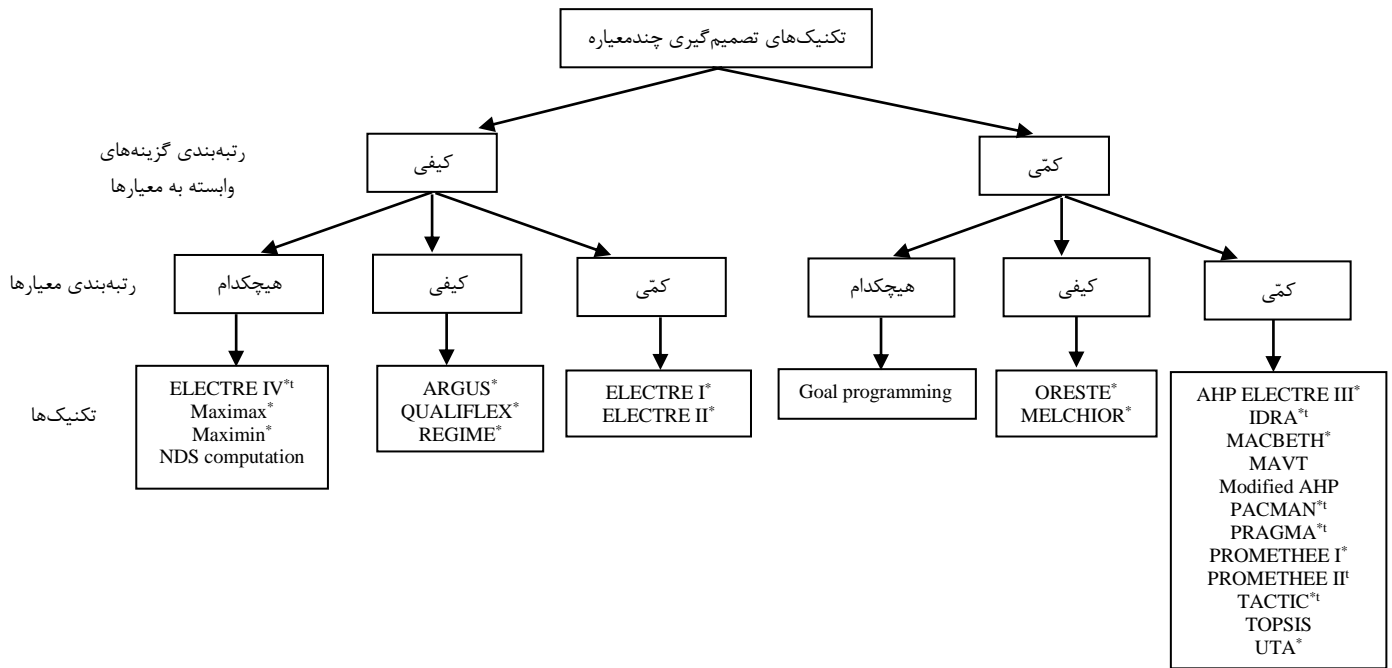 تکنیک‌های تصمیم‌گیری چندمعیاره
رتبه‌بندی گزینه‌های
وابسته به معیارها
کیفی
کمّی
رتبه‌بندی معیارها
هیچکدام
کیفی
کمّی
هیچکدام
کیفی
کمّی
تکنیک‌ها
ELECTRE IV*t
Maximax*
Maximin*
NDS computation
ARGUS*
QUALIFLEX*
REGIME*
ELECTRE I*
ELECTRE II*
Goal programming
ORESTE*
MELCHIOR*
AHP ELECTRE III*
IDRA*t
MACBETH*
MAVT
Modified AHP
PACMAN*t
PRAGMA*t
PROMETHEE I*
PROMETHEE IIt
TACTIC*t
TOPSIS
UTA*